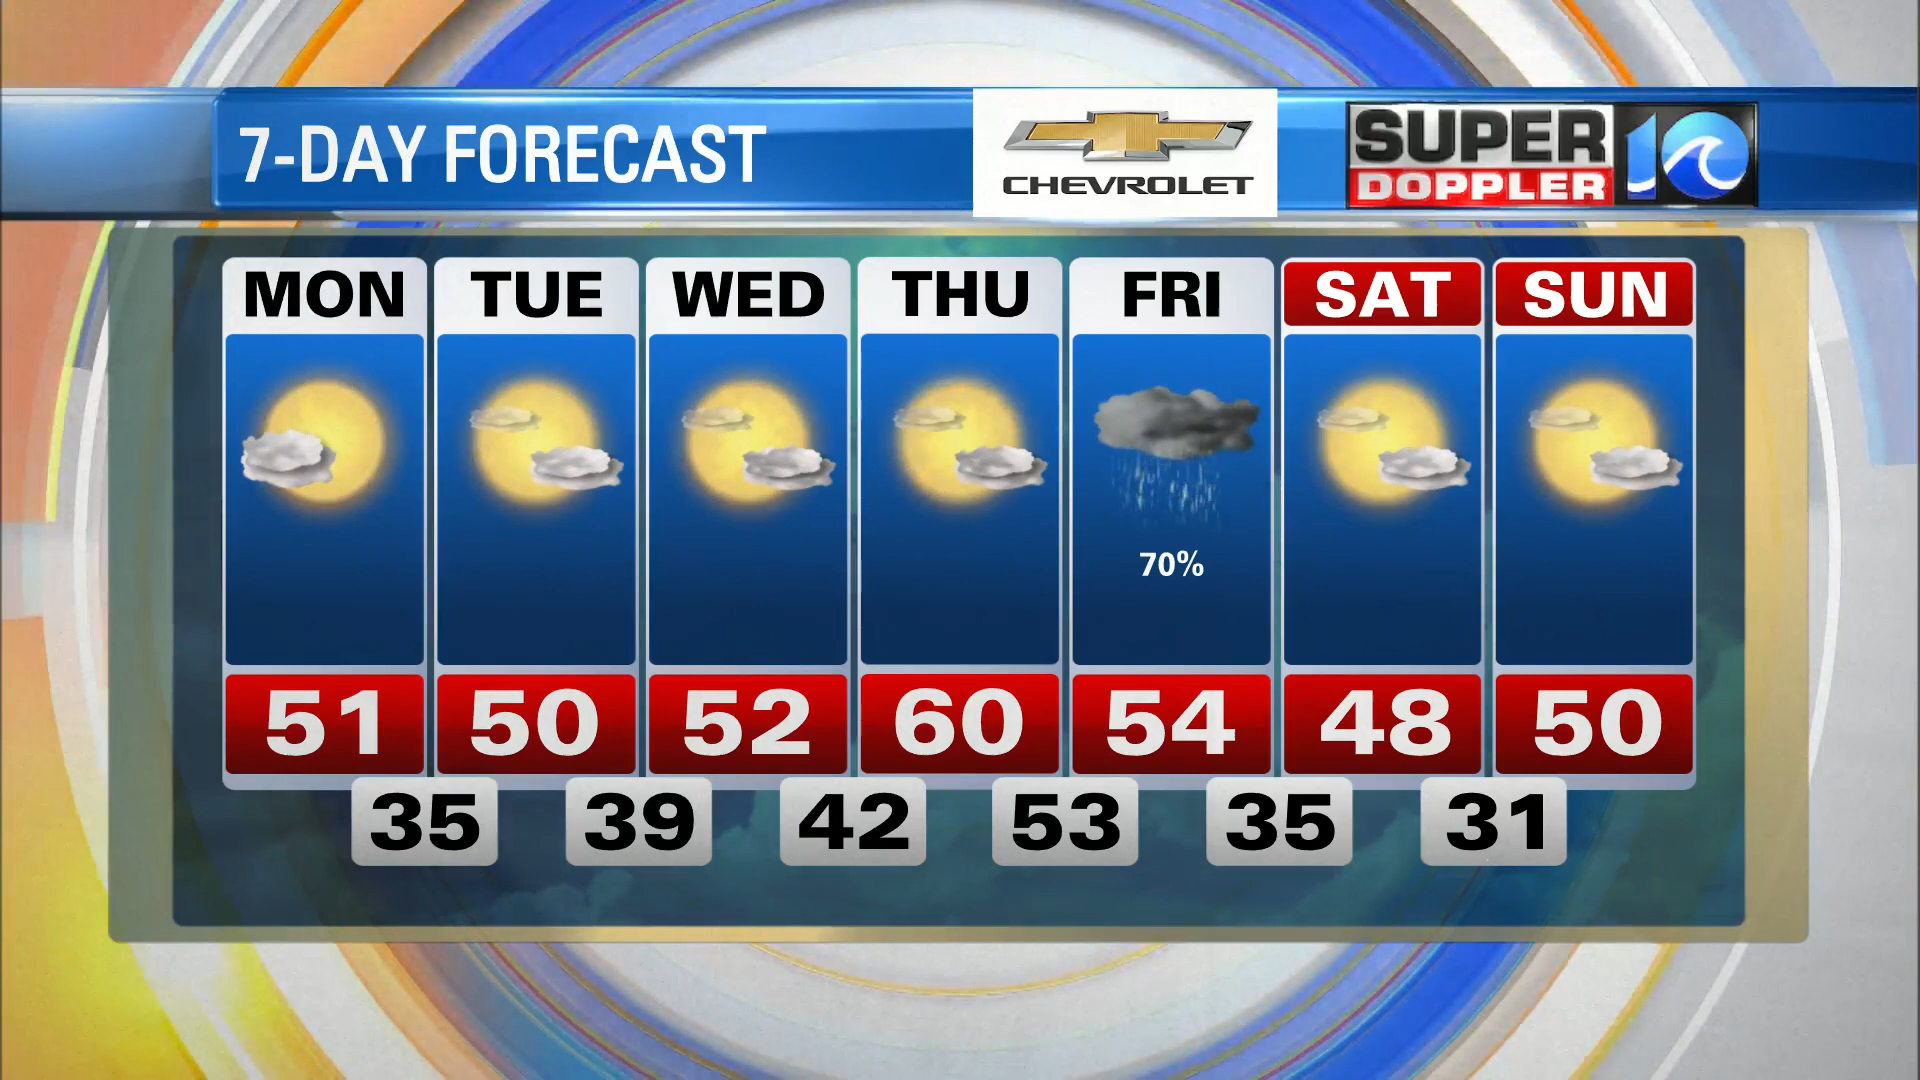 7-DAY FORECAST
CHEVROLET
SUPER
DOPPLER
10
MON TUE WED THU FRI SAT SUN
70%
51 50 52 60 54 48 50
35 39 42 53 35 31